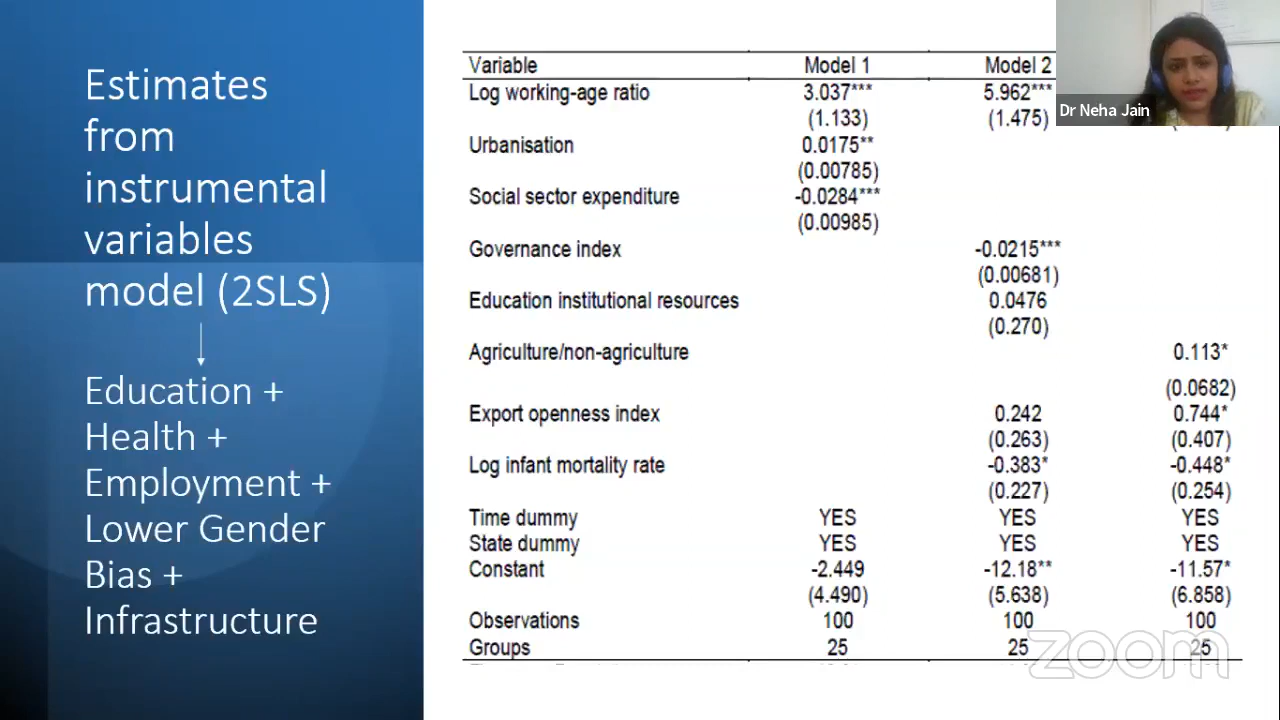 Estimates
from
instrumental
variables
model (2SLS)
Education +
Health +
Employment +
Lower Gender
Bias +
Infrastructure
Variable Model 1 Model 2
Log working-age ratio 3.037*** 5.962***
(1.133) (1.475)
Urbanisation 0.0175**
(0.00785)
Social sector expenditure -0.0284***
(0.00985)
Governance index -0.0215***
(0.00681)
Education institutional resources 0.0476
(0.270)
Agriculture/non-agriculture 0.113*
(0.0682)
Export openness index 0.242 0.744*
(0.263) (0.407)
Log infant mortality rate -0.383* -0.448*
(0.227) (0.254)
Time dummy YES YES YES
State dummy YES YES YES
Constant -2.449 -12.18** -11.57*
(4.490) (5.638) (6.858)
Observations 100 100 100
Groups 25 25 25
Dr Neha Jain
zoom